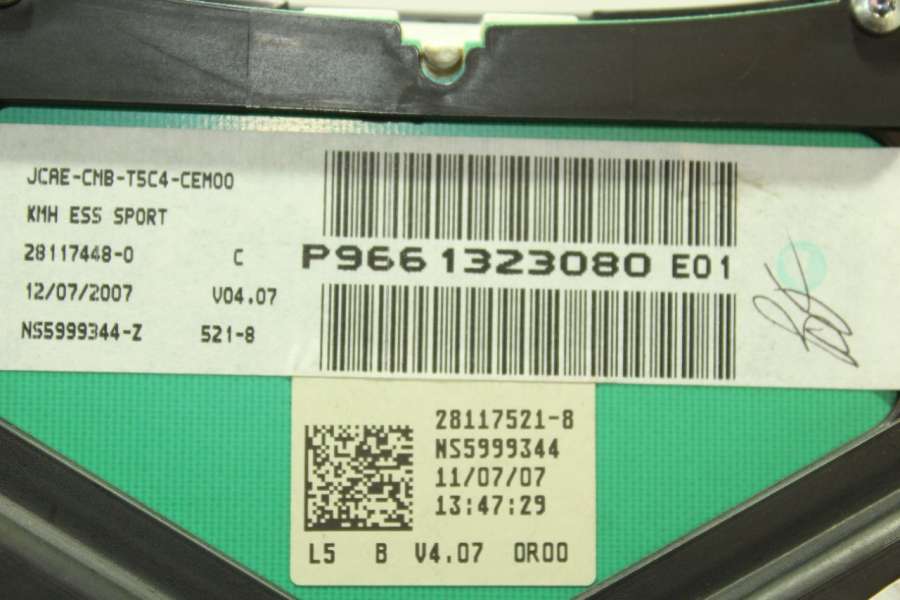 JCAE-CMB-T5C4-CEM00
KMH ESS SPORT
28117448-0 C
12/07/2007 V04.07
NS5999344-Z 521-8
P9661323080 E01
28117521-8
NS5999344
11/07/07
13:47:29
L5 B V4.07 0R00